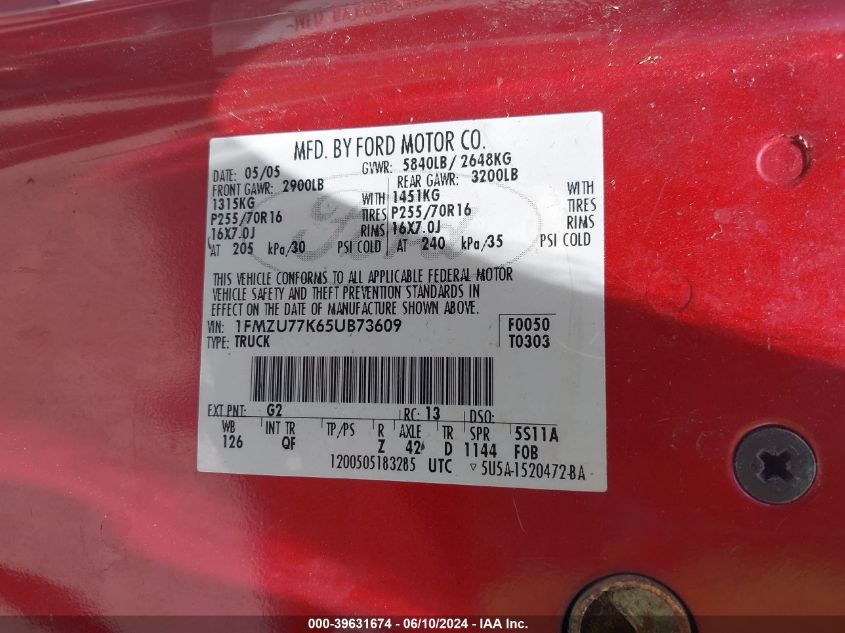 MFD. BY FORD MOTOR CO.
DATE: 05/05 GVWR: 5840LB/ 2648KG
FRONT GAWR: 2900LB REAR GAWR: 3200LB
1315KG WITH 1451KG WITH
P255/70R16 TIRES P255/70R16 TIRES
16X7.0J RIMS 16X7.0J RIMS
AT 205 kPa/30 PSI COLD AT 240 kPa/35 PSI COLD
THIS VEHICLE CONFORMS TO ALL APPLICABLE FEDERAL MOTOR
VEHICLE SAFETY AND THEFT PREVENTION STANDARDS IN
EFFECT ON THE DATE OF MANUFACTURE SHOWN ABOVE.
VIN: 1FMZU77K65UB73609 F0050
TYPE: TRUCK T0303
EXT PNT: G2 RC: 13 DSO:
WB INT TR TP/PS R AXLE TR SPR 5S11A
126 QF Z 42 D 1144 FOB
1200505183285 UTC ▽ 5U5A-1520472-BA
000-39631674 - 06/10/2024 - IAA Inc.